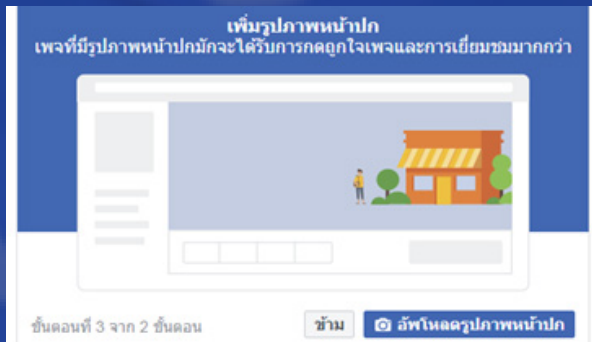 เพิ่มรูปภาพหน้าปก
เพจที่มีรูปภาพหน้าปกมักจะได้รับการกดถูกใจเพจและการเยี่ยมชมมากกว่า
ขั้นตอนที่ 3 จาก 2 ขั้นตอน
ข้าม
อัพโหลดรูปภาพหน้าปก